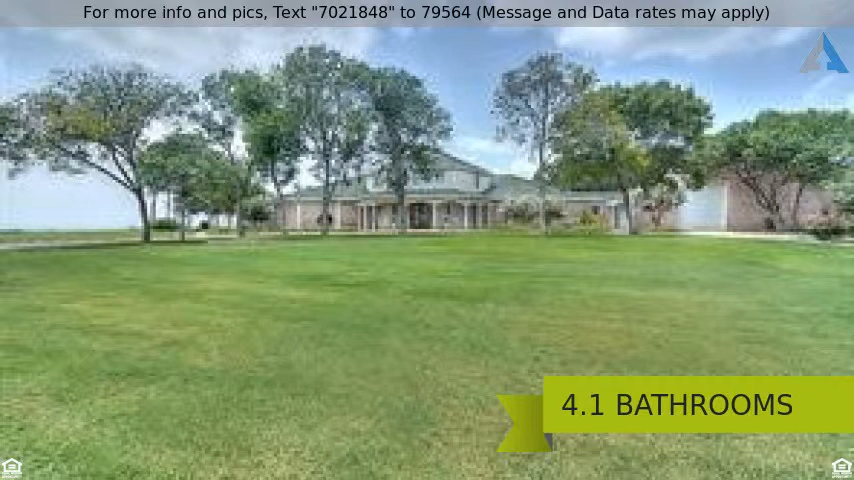 For more info and pics, Text "7021848" to 79564 (Message and Data rates may apply)
4.1 BATHROOMS